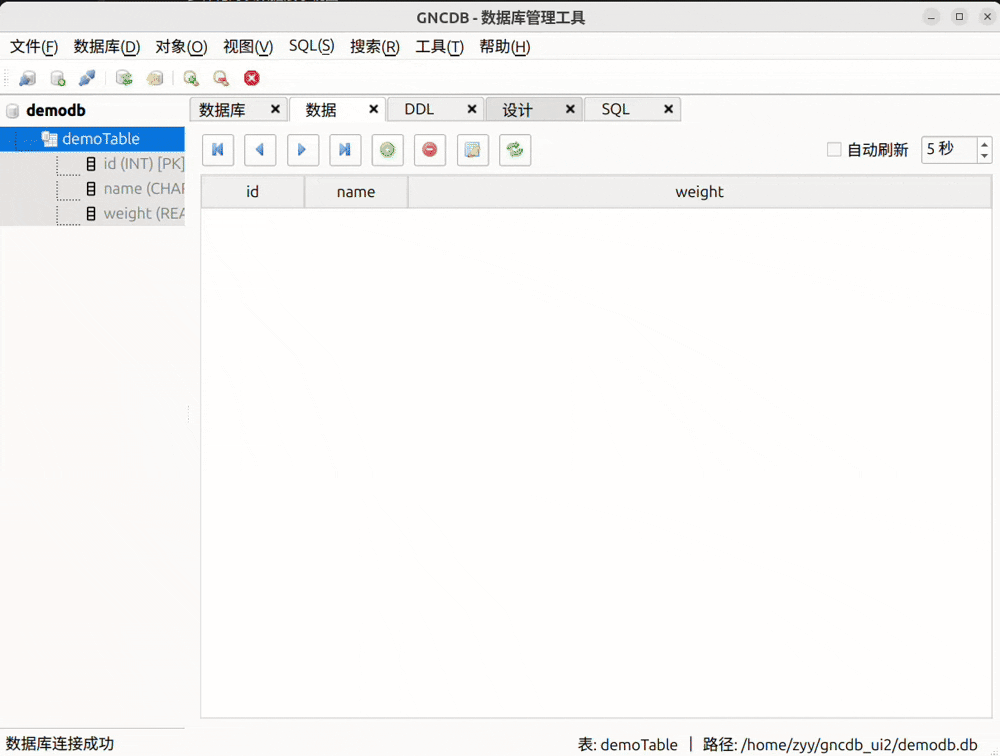 GNCDB - 数据库管理工具
文件(F) 数据库(D) 对象(O) 视图(V) SQL(S) 搜索(R) 工具(T) 帮助(H)
demodb
demoTable
id (INT) [PK]
name (CHAR
weight (REA
数据库 数据 DDL 设计 SQL
自动刷新 5 秒
id name weight
数据库连接成功
表: demoTable | 路径: /home/zyy/gncdb_ui2/demodb.db